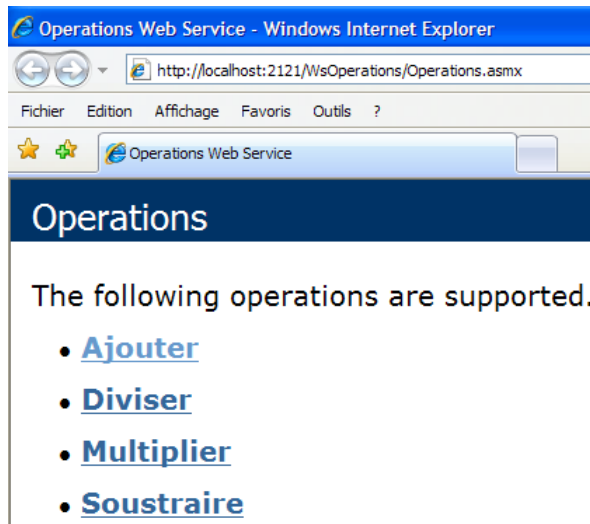 Operations Web Service - Windows Internet Explorer
http://localhost:2121/WsOperations/Operations.asmx
Fichier Edition Affichage Favoris Outils ?
Operations Web Service
Operations
The following operations are supported.
• Ajouter
• Diviser
• Multiplier
• Soustraire